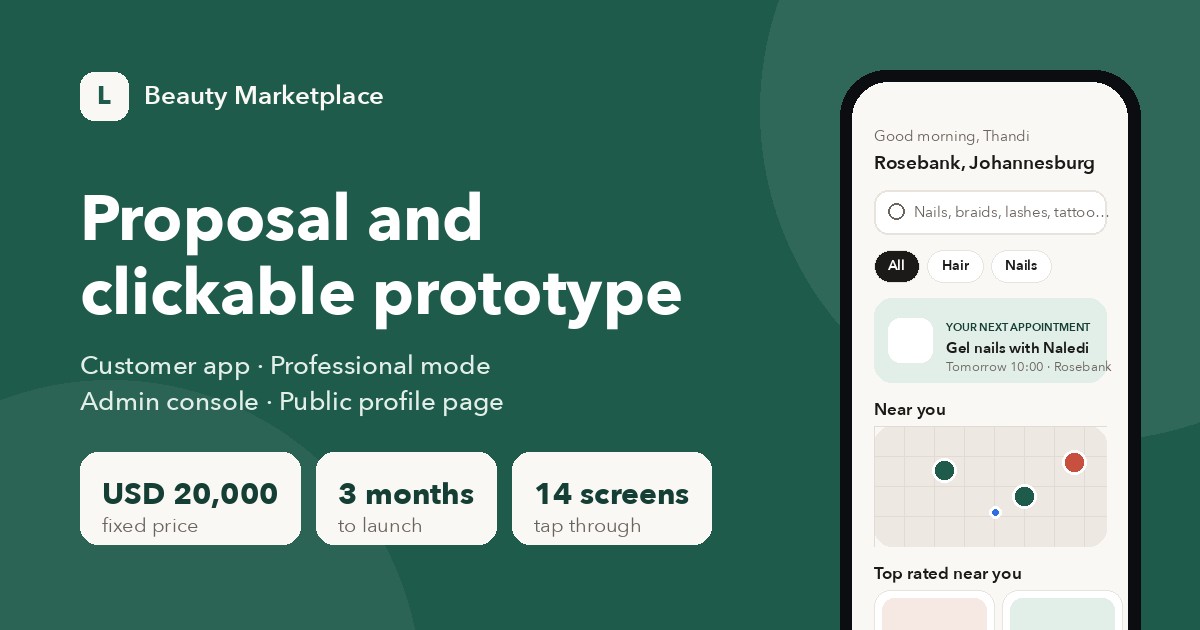 L
Beauty Marketplace
Proposal and
clickable prototype
Customer app · Professional mode
Admin console · Public profile page
USD 20,000
fixed price
3 months
to launch
14 screens
tap through
Good morning, Thandi
Rosebank, Johannesburg
Nails, braids, lashes, tattoo…
All
Hair
Nails
YOUR NEXT APPOINTMENT
Gel nails with Naledi
Tomorrow 10:00 · Rosebank
Near you
Top rated near you